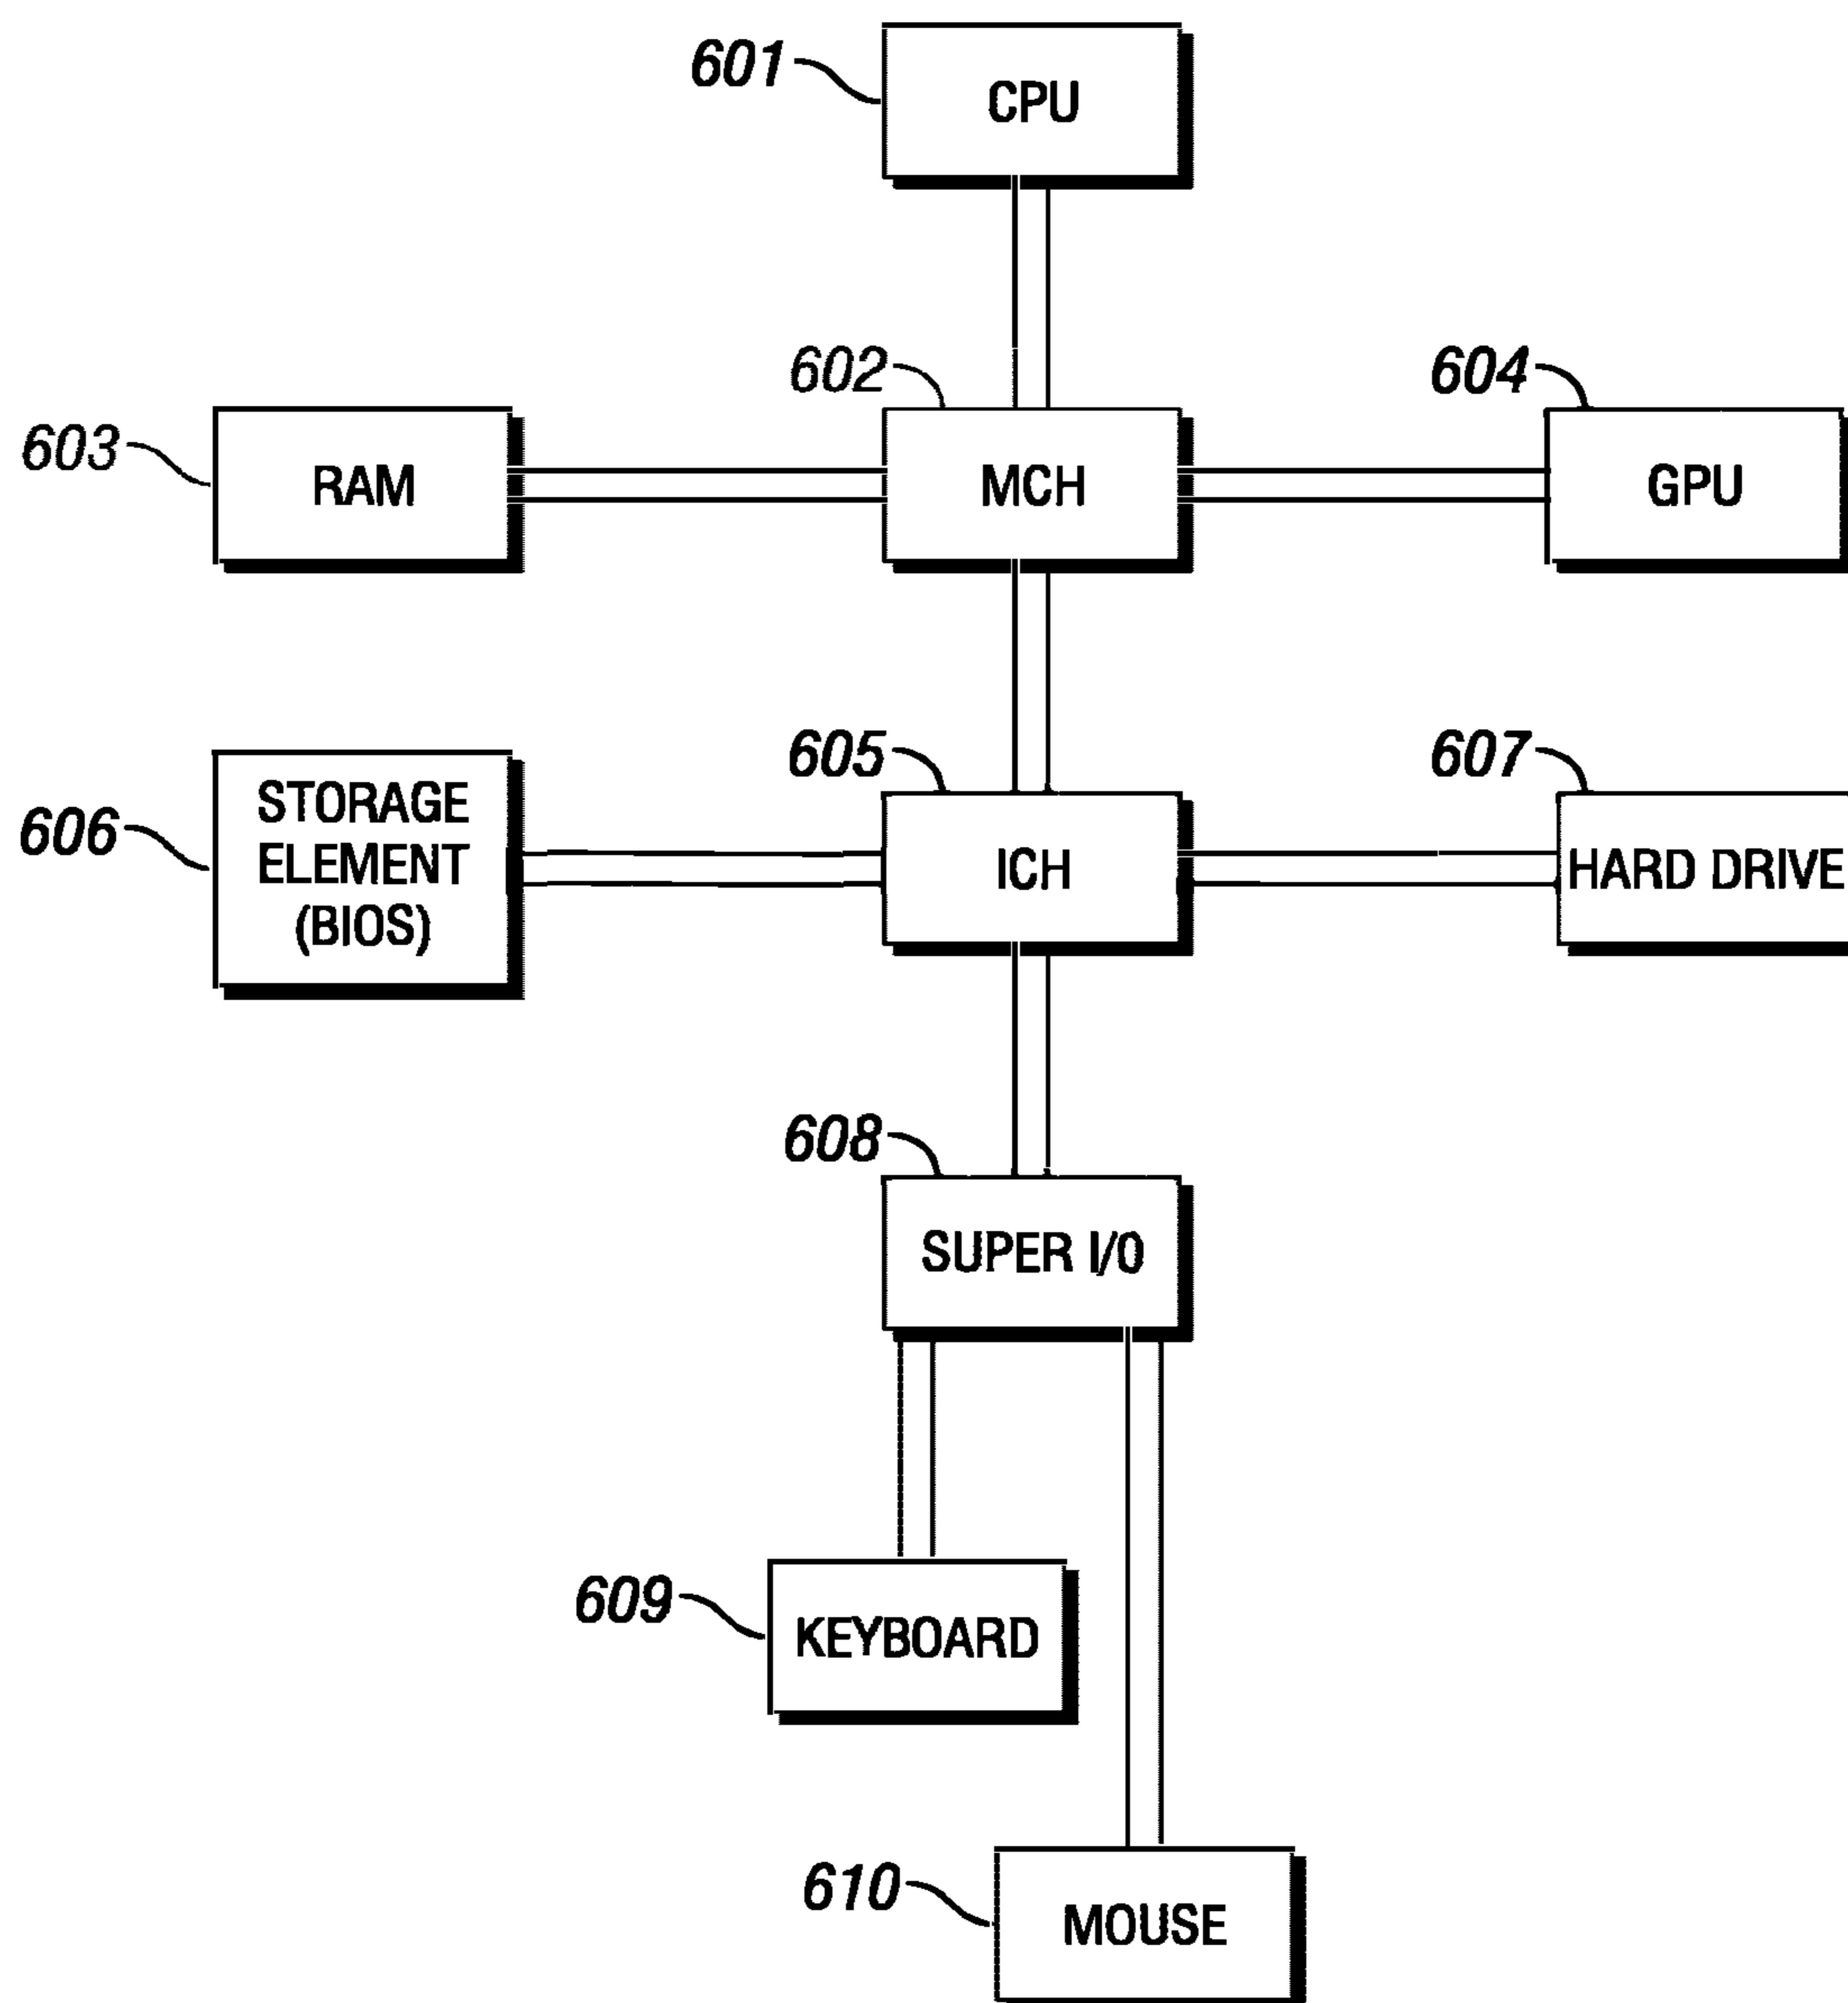 601
CPU
602
604
603
RAM
MCH
GPU
605
607
606
STORAGE
ELEMENT
(BIOS)
ICH
HARD DRIVE
608
SUPER I/O
609
KEYBOARD
610
MOUSE